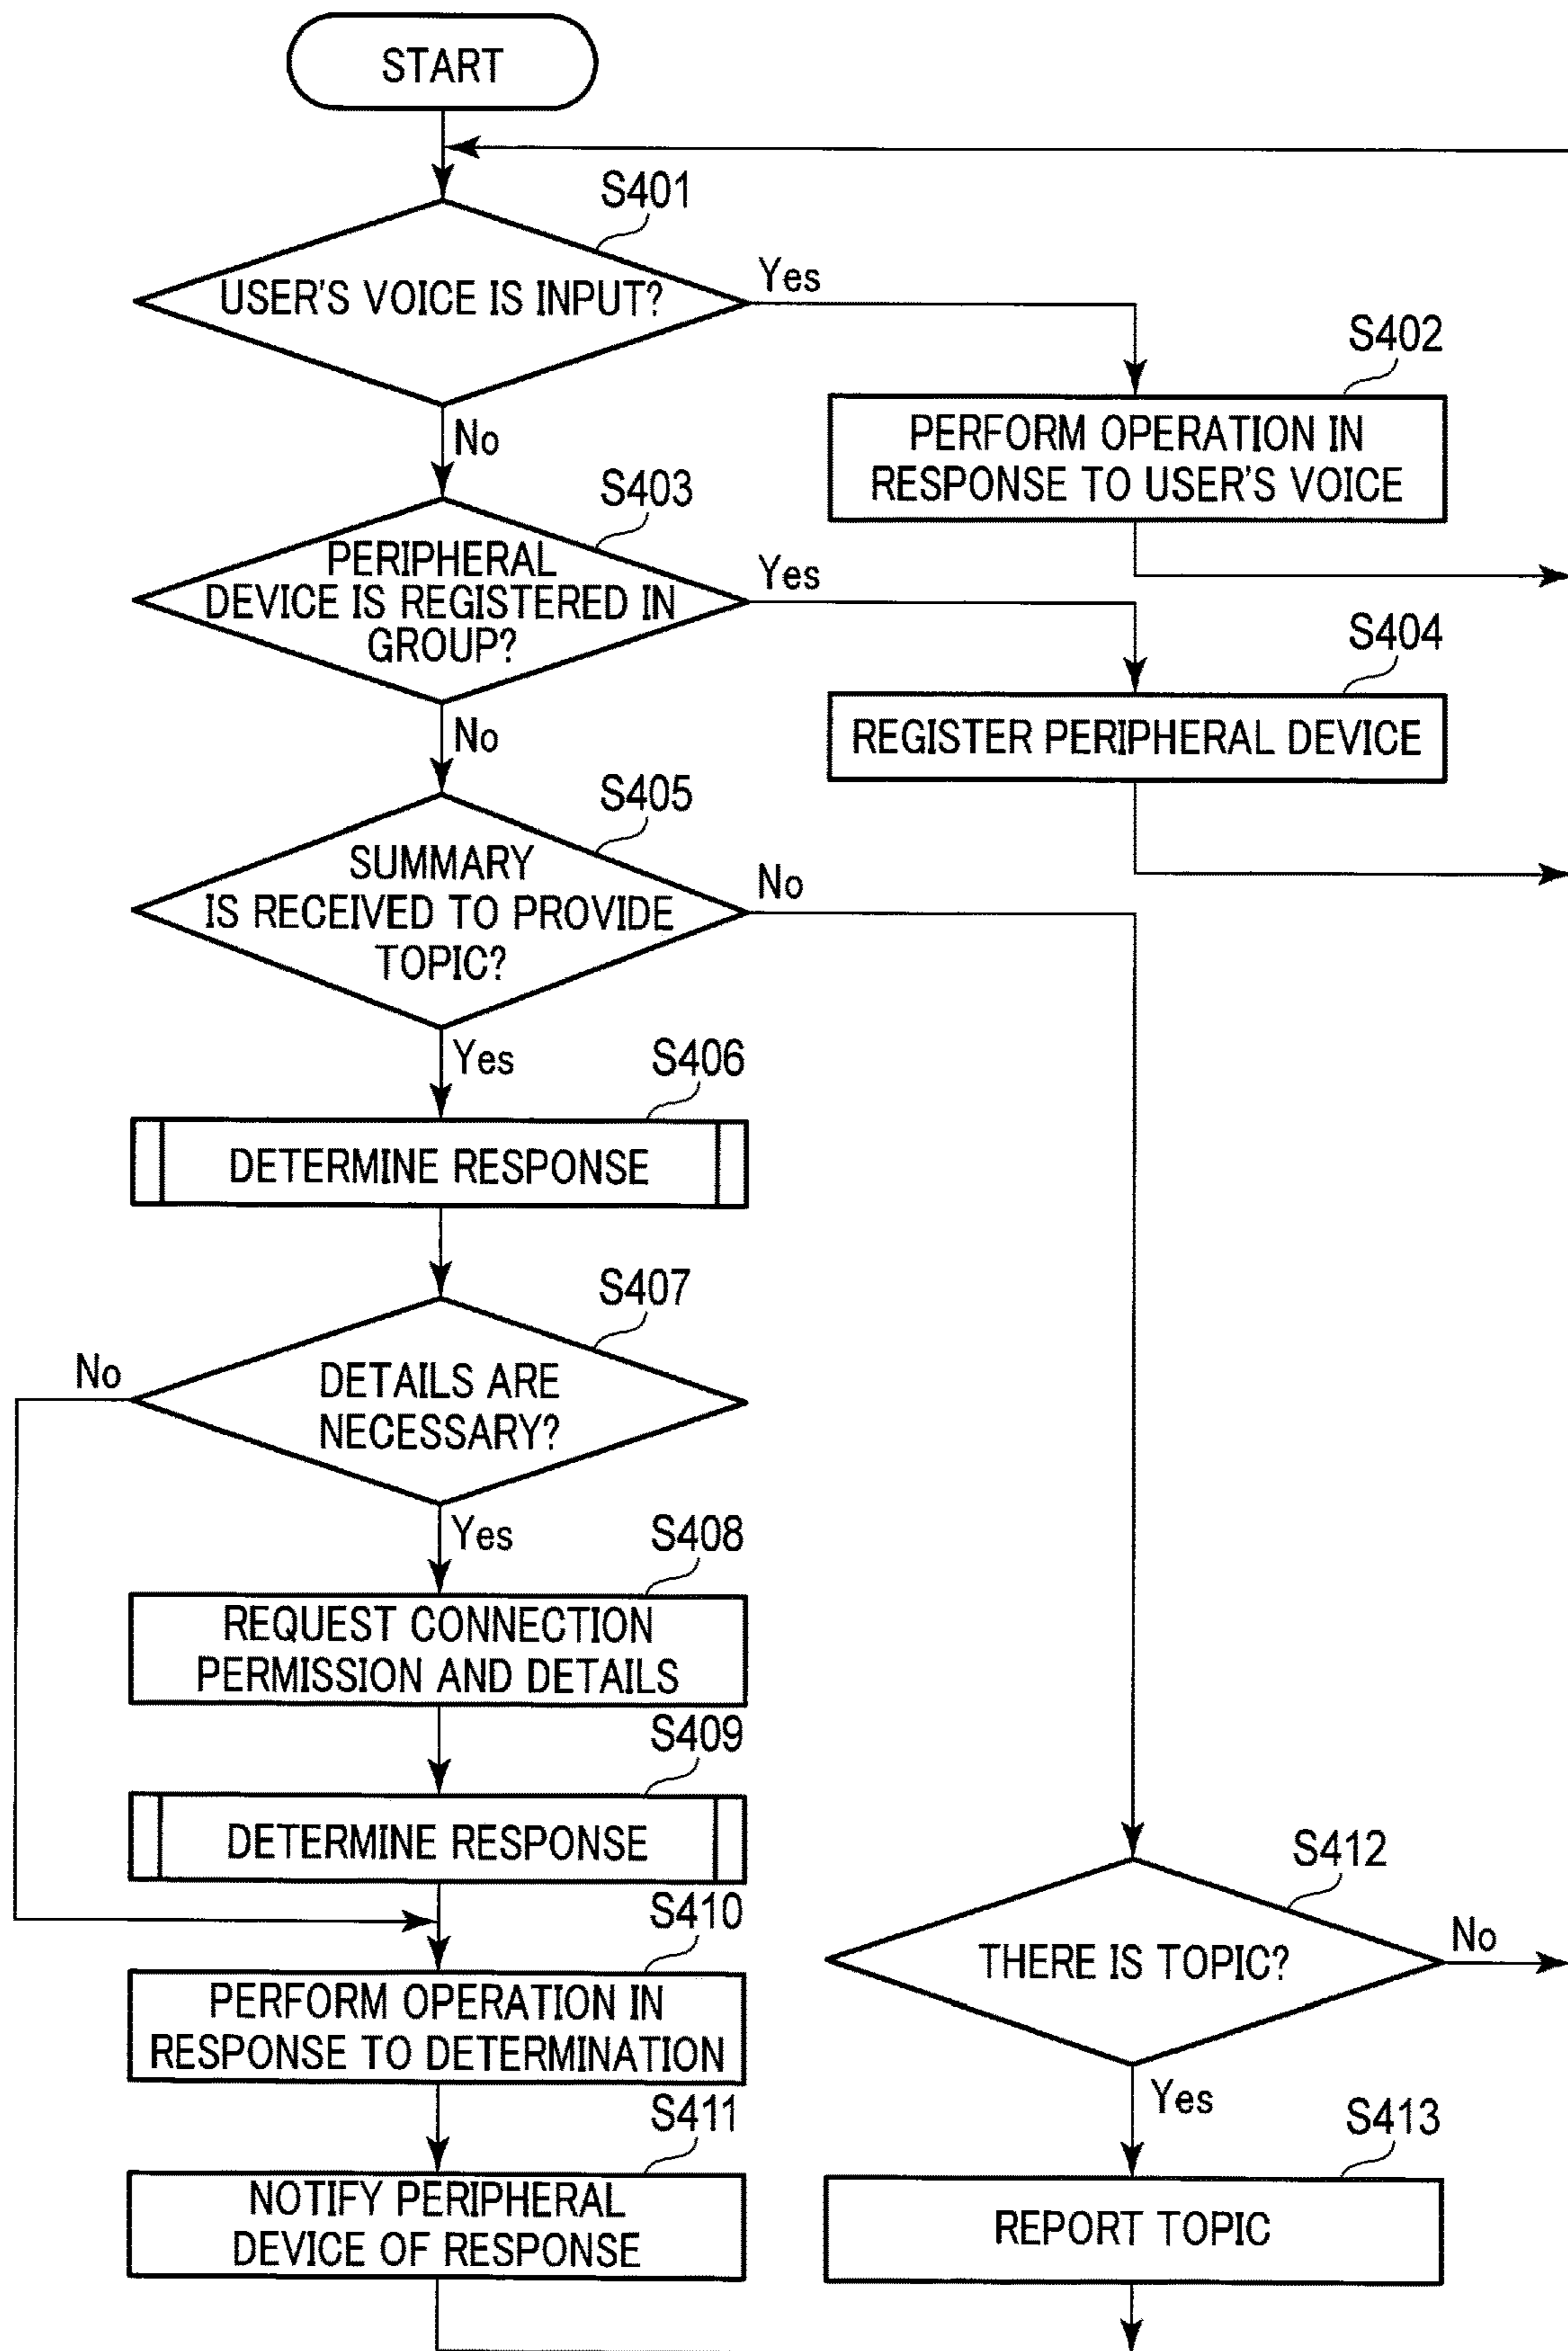 START
S401
USER'S VOICE IS INPUT?
Yes
No
S402
PERFORM OPERATION IN
RESPONSE TO USER'S VOICE
S403
PERIPHERAL
DEVICE IS REGISTERED IN
GROUP?
Yes
No
S404
REGISTER PERIPHERAL DEVICE
S405
SUMMARY
IS RECEIVED TO PROVIDE
TOPIC?
No
Yes
S406
DETERMINE RESPONSE
S407
DETAILS ARE
NECESSARY?
No
Yes
S408
REQUEST CONNECTION
PERMISSION AND DETAILS
S409
DETERMINE RESPONSE
S410
PERFORM OPERATION IN
RESPONSE TO DETERMINATION
S411
NOTIFY PERIPHERAL
DEVICE OF RESPONSE
S412
THERE IS TOPIC?
No
Yes
S413
REPORT TOPIC